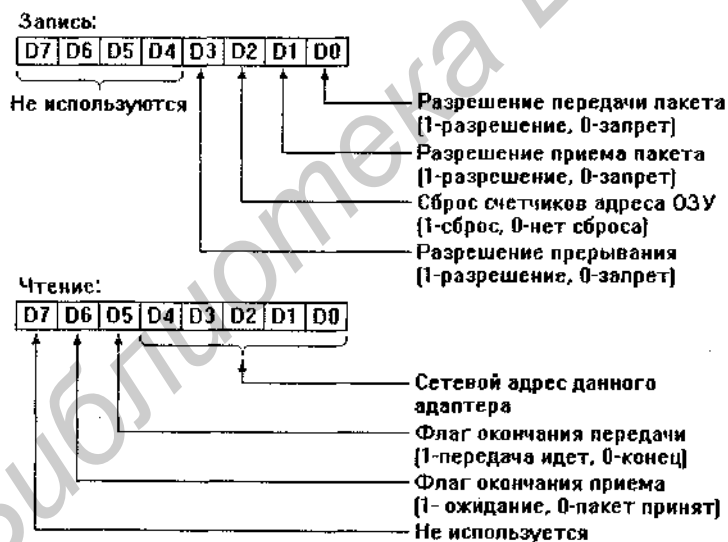 Запись:
D7 D6 D5 D4 D3 D2 D1 D0
Не используются
Разрешение передачи пакета
(1-разрешение, 0-запрет)
Разрешение приема пакета
(1-разрешение, 0-запрет)
Сброс счетчиков адреса ОЗУ
(1-сброс, 0-нет сброса)
Разрешение прерывания
(1-разрешение, 0-запрет)
Чтение:
D7 D6 D5 D4 D3 D2 D1 D0
Сетевой адрес данного
адаптера
Флаг окончания передачи
(1-передача идет, 0-конец)
Флаг окончания приема
(1- ожидание, 0-пакет принят)
Не используется
библиотека